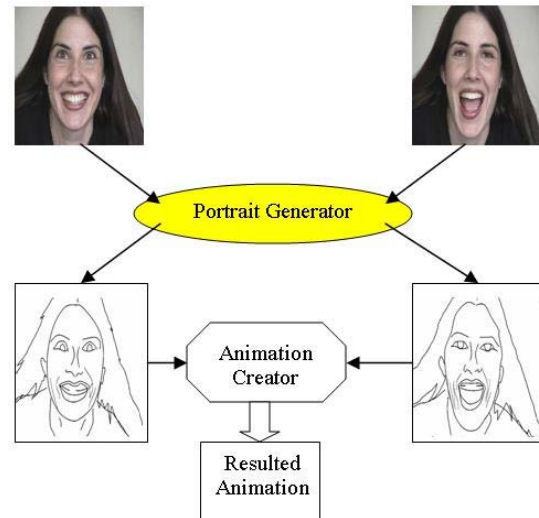 Portrait Generator
Animation
Creator
Resulted
Animation